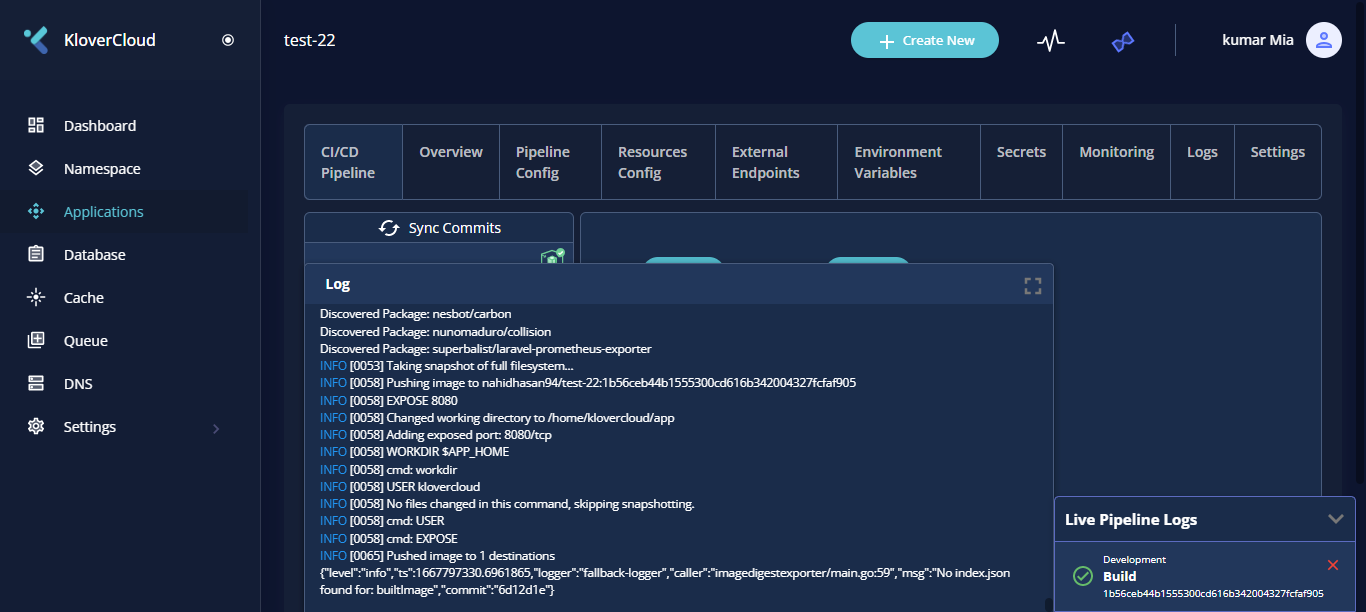 KloverCloud
test-22
Create New
kumar Mia
Dashboard
Namespace
Applications
Database
Cache
Queue
DNS
Settings
CI/CD
Pipeline
Overview
Pipeline
Config
Resources
Config
External
Endpoints
Environment
Variables
Secrets
Monitoring
Logs
Settings
Sync Commits
Log
Discovered Package: nesbot/carbon
Discovered Package: nunomaduro/collision
Discovered Package: superbalist/laravel-prometheus-exporter
INFO [0053] Taking snapshot of full filesystem...
INFO [0058] Pushing image to nahidhasan94/test-22:1b56ceb44b1555300cd616b342004327fcfaf905
INFO [0058] EXPOSE 8080
INFO [0058] Changed working directory to /home/klovercloud/app
INFO [0058] Adding exposed port: 8080/tcp
INFO [0058] WORKDIR $APP_HOME
INFO [0058] cmd: workdir
INFO [0058] USER klovercloud
INFO [0058] No files changed in this command, skipping snapshotting.
INFO [0058] cmd: USER
INFO [0058] cmd: EXPOSE
INFO [0065] Pushed image to 1 destinations
{"level":"info","ts":1667797330.6961865,"logger":"fallback-logger","caller":"imagedigestexporter/main.go:59","msg":"No index.json
found for: builtImage","commit":"6d12d1e"}
Live Pipeline Logs
Development
Build
1b56ceb44b1555300cd616b342004327fcfaf905